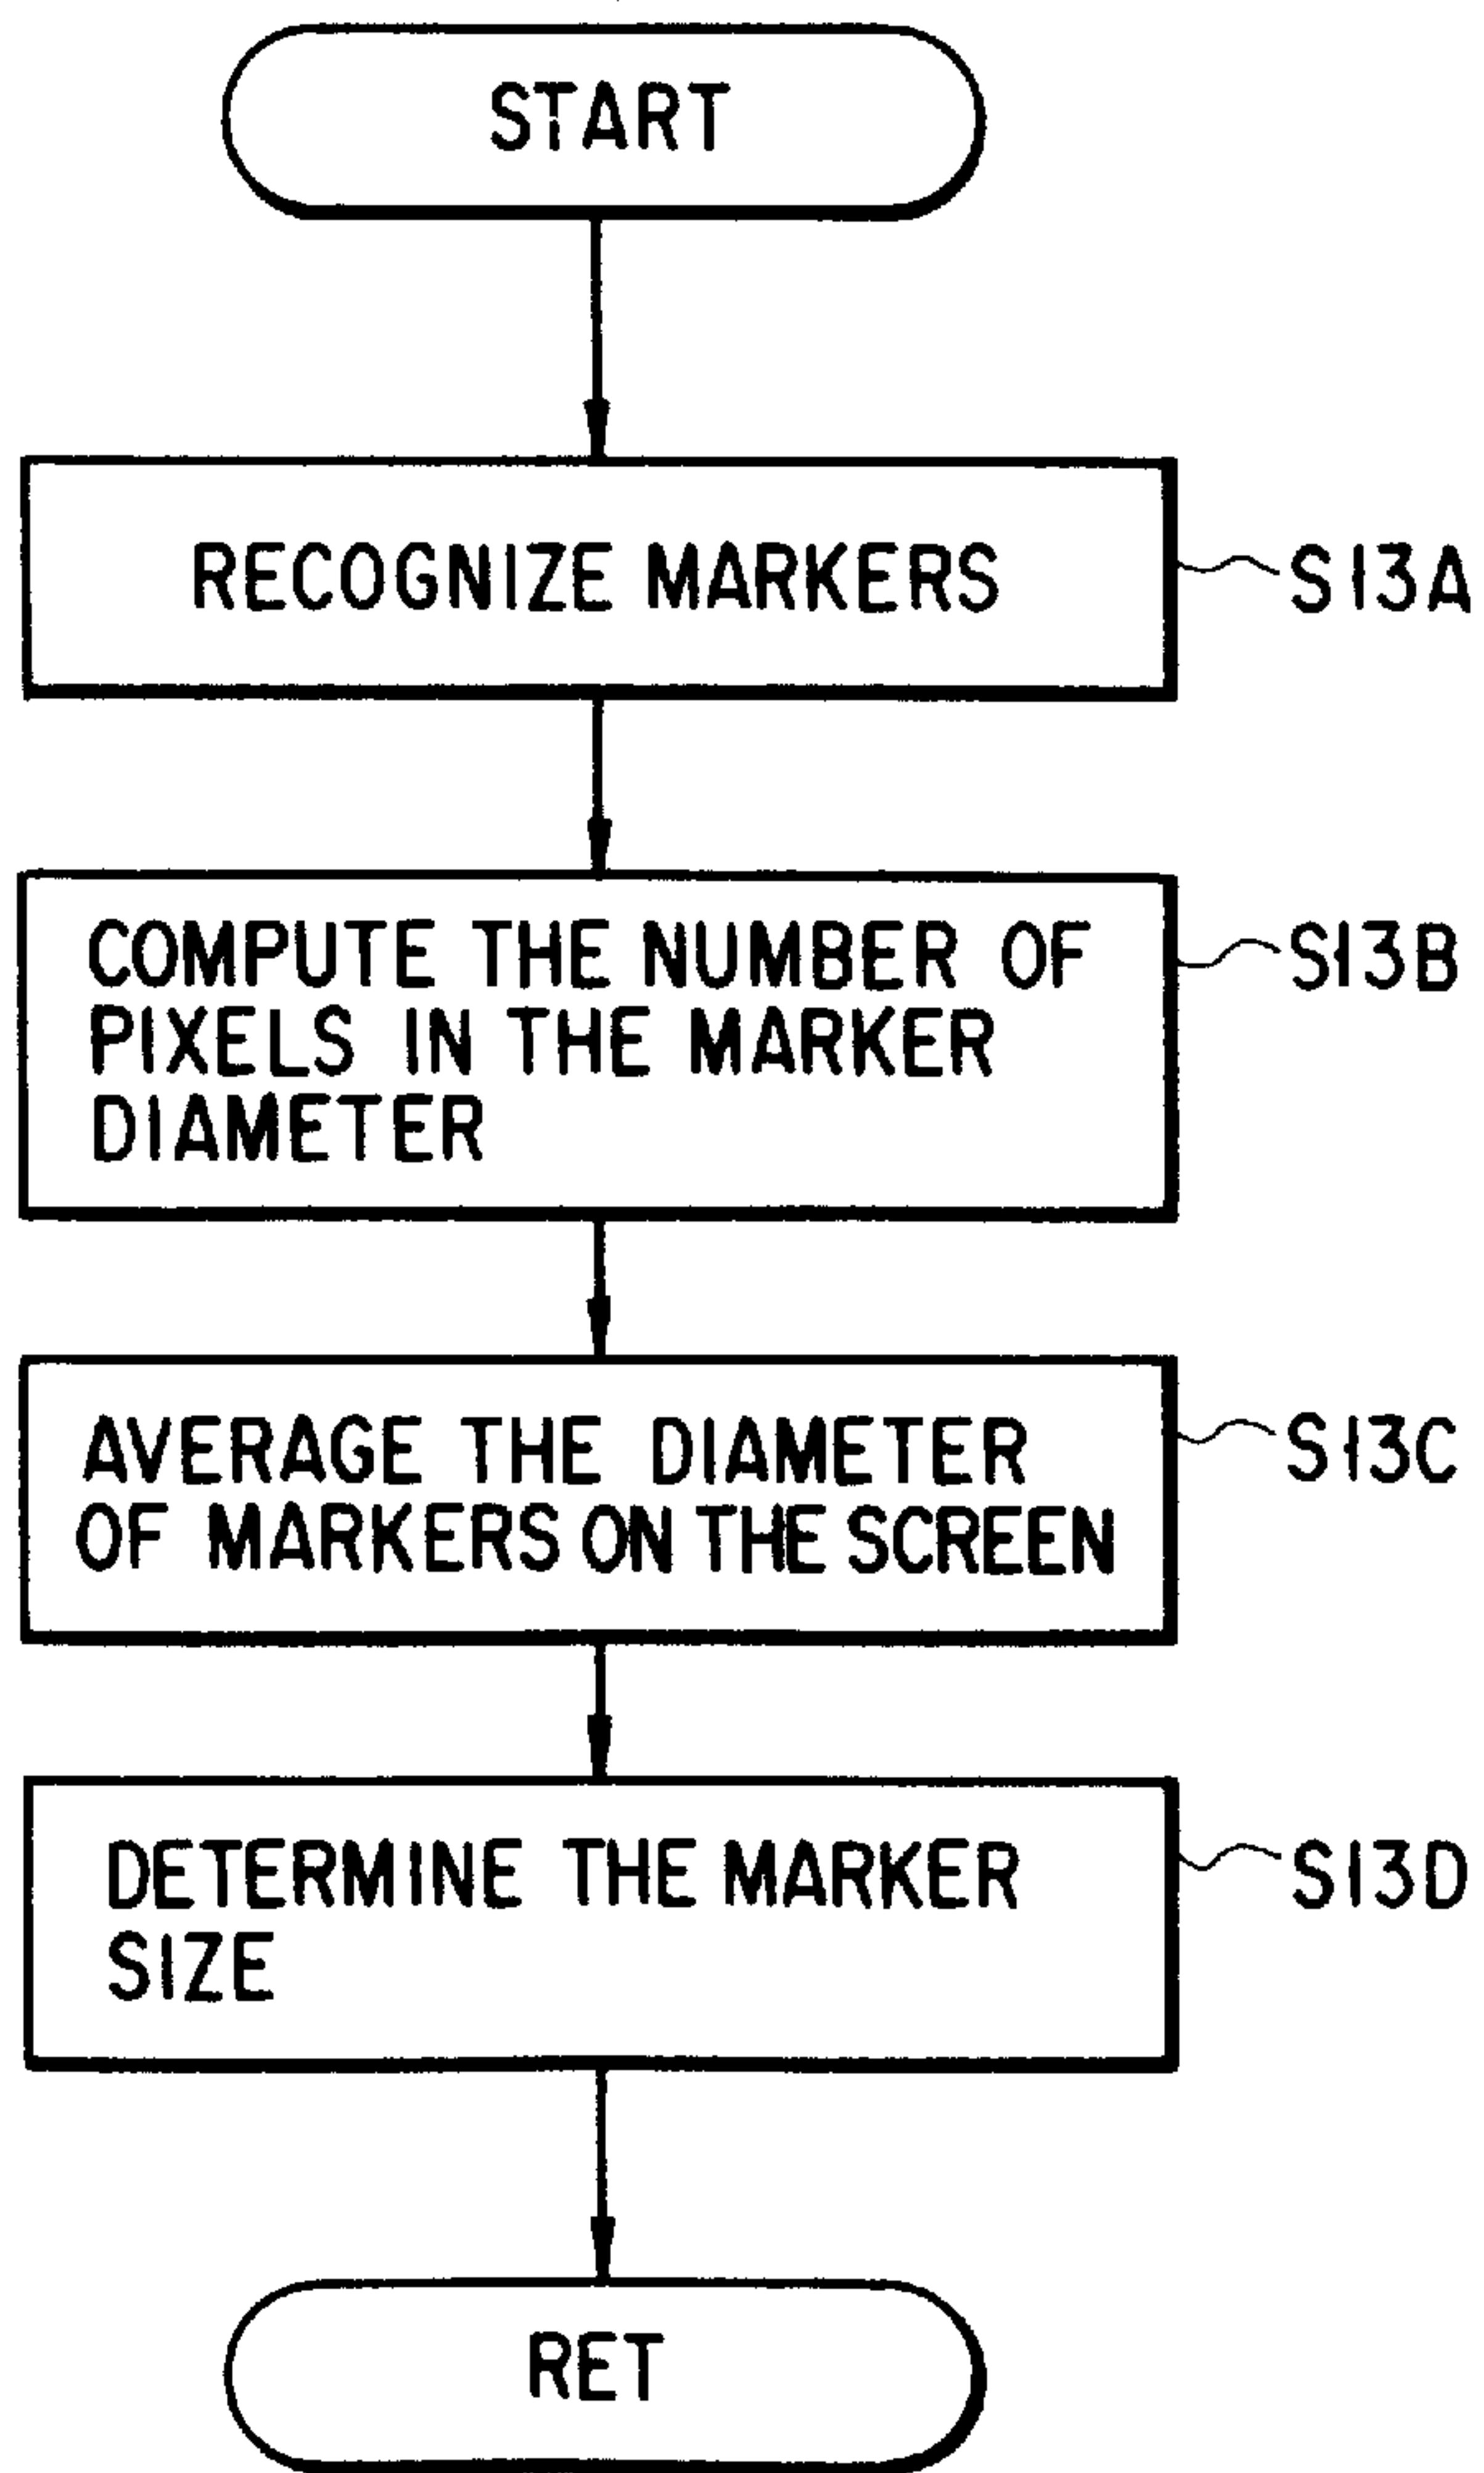 START
RECOGNIZE MARKERS
S13A
COMPUTE THE NUMBER OF
PIXELS IN THE MARKER
DIAMETER
S13B
AVERAGE THE DIAMETER
OF MARKERS ON THE SCREEN
S13C
DETERMINE THE MARKER
SIZE
S13D
RET